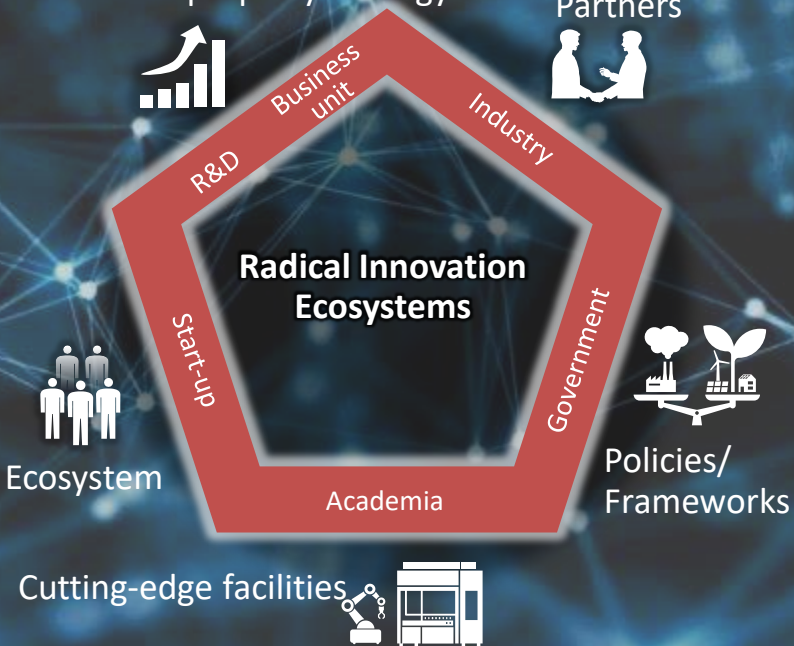 Partners
Business
unit
R&D
Industry
Radical Innovation
Ecosystems
Start-up
Government
Ecosystem
Policies/
Frameworks
Academia
Cutting-edge facilities